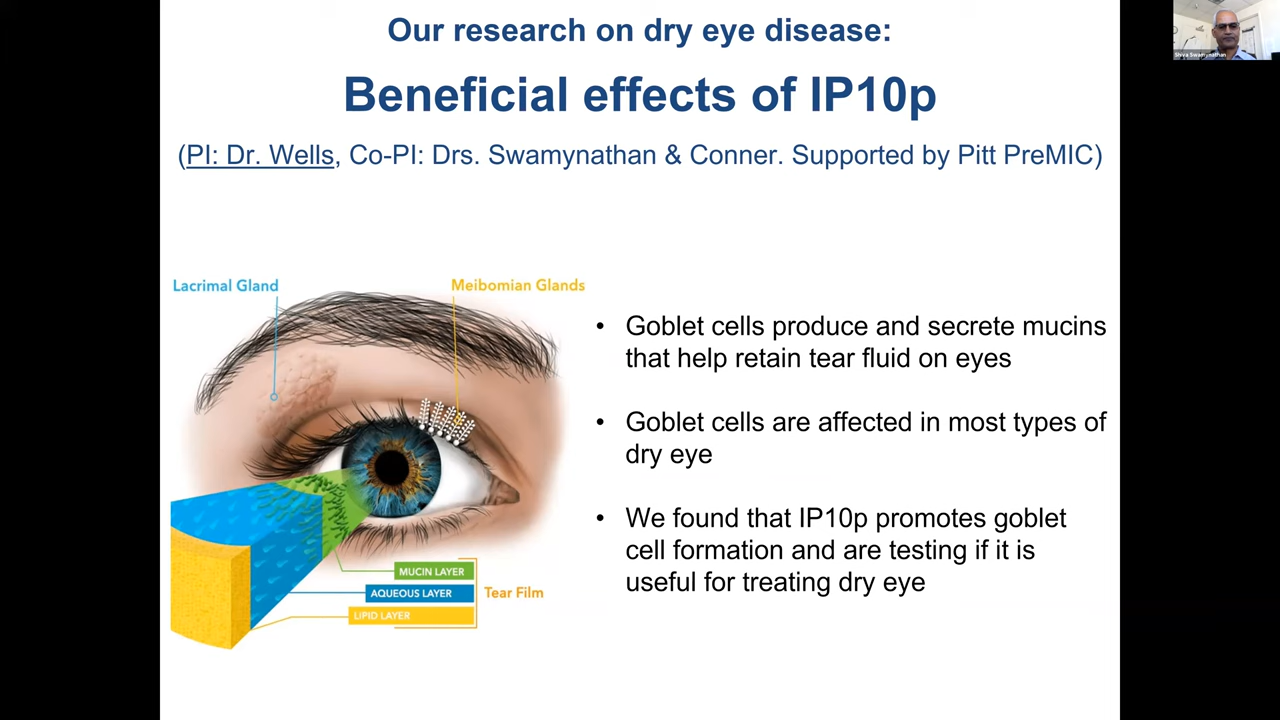 Our research on dry eye disease:
Beneficial effects of IP10p
(PI: Dr. Wells, Co-PI: Drs. Swamynathan & Conner. Supported by Pitt PreMIC)
Shiva Swamynathan
Lacrimal Gland
Meibomian Glands
MUCIN LAYER
AQUEOUS LAYER
LIPID LAYER
Tear Film
• Goblet cells produce and secrete mucins
that help retain tear fluid on eyes
• Goblet cells are affected in most types of
dry eye
• We found that IP10p promotes goblet
cell formation and are testing if it is
useful for treating dry eye